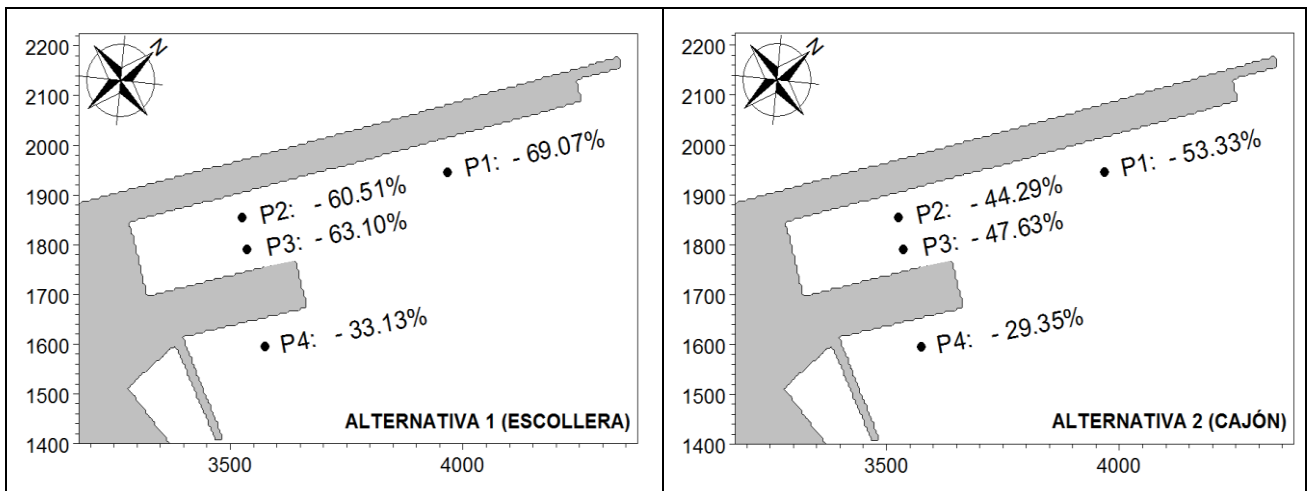 2200
2100
2000
1900
1800
1700
1600
1500
1400
3500
4000
N
P1: - 69.07%
P2: - 60.51%
P3: - 63.10%
P4: - 33.13%
ALTERNATIVA 1 (ESCOLLERA)
2200
2100
2000
1900
1800
1700
1600
1500
1400
3500
4000
N
P1: - 53.33%
P2: - 44.29%
P3: - 47.63%
P4: - 29.35%
ALTERNATIVA 2 (CAJÓN)